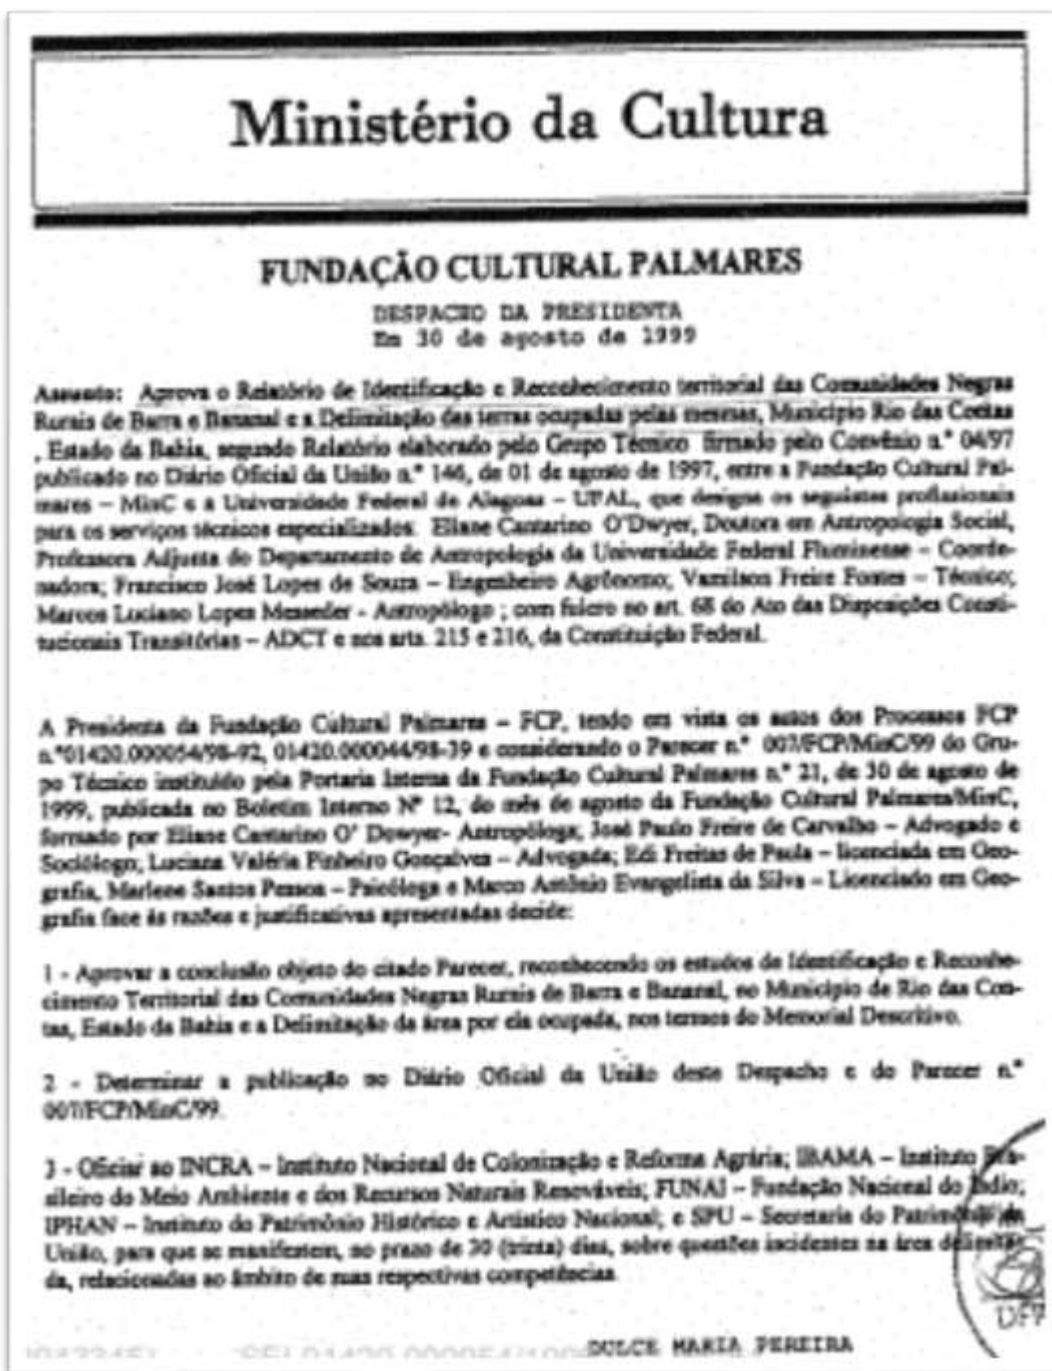 Ministério da Cultura
FUNDAÇÃO CULTURAL PALMARES
DESPACHO DA PRESIDENTA
Em 30 de agosto de 1999
Assunto: Aprova o Relatório de Identificação e Reconhecimento territorial das Comunidades Negras
Rurais de Barra e Bananal e a Delimitação das terras ocupadas pelas mesmas, Município Rio das Contas
, Estado da Bahia, segundo Relatório elaborado pelo Grupo Técnico firmado pelo Convênio n.º 04/97
publicado no Diário Oficial da União n.º 146, de 01 de agosto de 1997, entre a Fundação Cultural Pal-
mares – MinC e a Universidade Federal de Alagoas – UFAL, que designa os seguintes profissionais
para os serviços técnicos especializados: Eliane Cantarino O'Dwyer, Doutora em Antropologia Social,
Professora Adjunta do Departamento de Antropologia da Universidade Federal Fluminense – Coorde-
nadora; Francisco José Lopes de Souza – Engenheiro Agrônomo; Vamilson Freire Fontes – Técnico;
Marcos Luciano Lopes Messeder - Antropólogo ; com fulcro no art. 68 do Ato das Disposições Consti-
tucionais Transitórias – ADCT e nos arts. 215 e 216, da Constituição Federal.
A Presidenta da Fundação Cultural Palmares – FCP, tendo em vista os autos dos Processos FCP
n.º01420.000054/98-92, 01420.000044/98-39 e considerando o Parecer n.º 007/FCP/MinC/99 do Gru-
po Técnico instituído pela Portaria Interna da Fundação Cultural Palmares n.º 21, de 30 de agosto de
1999, publicada no Boletim Interno Nº 12, do mês de agosto da Fundação Cultural Palmares/MinC,
formado por Eliane Cantarino O' Dowyer- Antropóloga; José Paulo Freire de Carvalho – Advogado e
Sociólogo; Luciana Valéria Pinheiro Gonçalves – Advogada; Edi Freitas de Paula – licenciada em Geo-
grafia, Marlene Santos Pessoa – Psicóloga e Marco Antônio Evangelista da Silva – Licenciado em Geo-
grafia face às razões e justificativas apresentadas decide:
1 - Aprovar a conclusão objeto do citado Parecer, reconhecendo os estudos de Identificação e Reconhe-
cimento Territorial das Comunidades Negras Rurais de Barra e Bananal, no Município de Rio das Con-
tas, Estado da Bahia e a Delimitação da área por ela ocupada, nos termos do Memorial Descritivo.
2 - Determinar a publicação no Diário Oficial da União deste Despacho e do Parecer n.º
007/FCP/MinC/99.
3 - Oficiar ao INCRA – Instituto Nacional de Colonização e Reforma Agrária; IBAMA – Instituto Bra-
sileiro do Meio Ambiente e dos Recursos Naturais Renováveis; FUNAI – Fundação Nacional do Índio;
IPHAN – Instituto do Patrimônio Histórico e Artístico Nacional; e SPU – Secretaria do Patrimônio da
União, para que se manifestem, no prazo de 30 (trinta) dias, sobre questões incidentes na área delimita-
da, relacionadas ao âmbito de suas respectivas competências.
DULCE MARIA PEREIRA